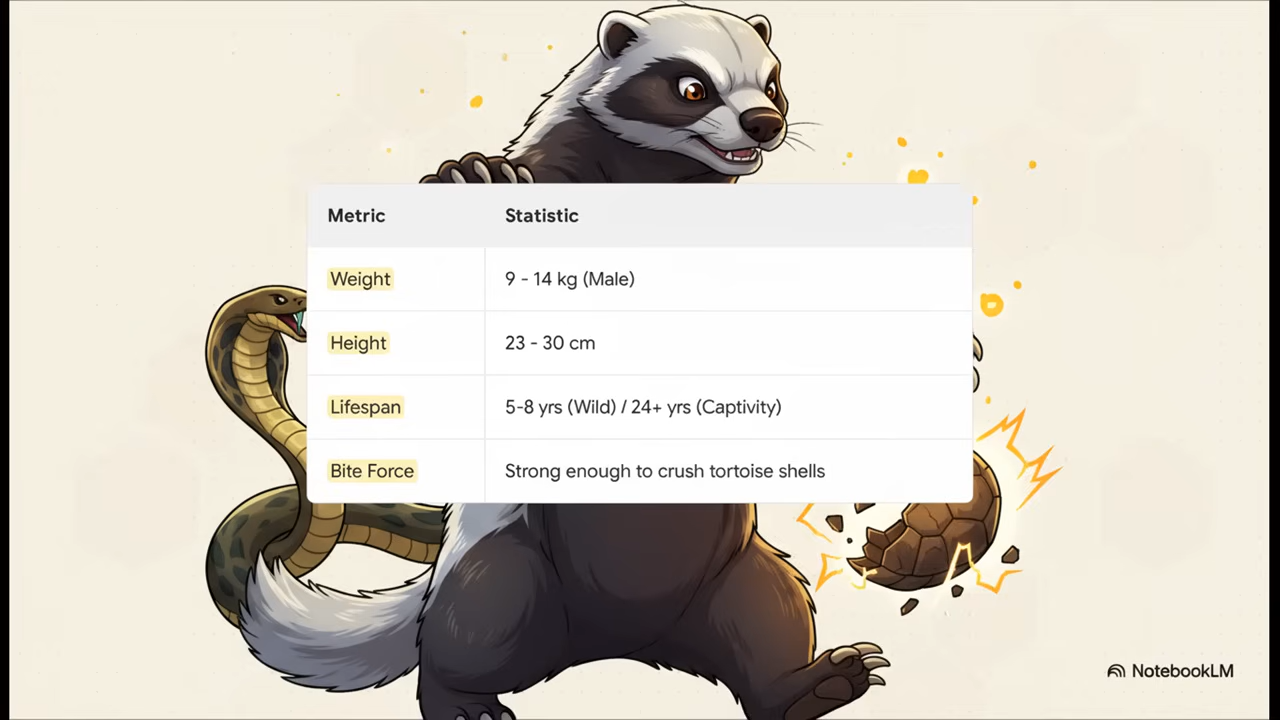 Metric Statistic
Weight 9 - 14 kg (Male)
Height 23 - 30 cm
Lifespan 5-8 yrs (Wild) / 24+ yrs (Captivity)
Bite Force Strong enough to crush tortoise shells
NotebookLM